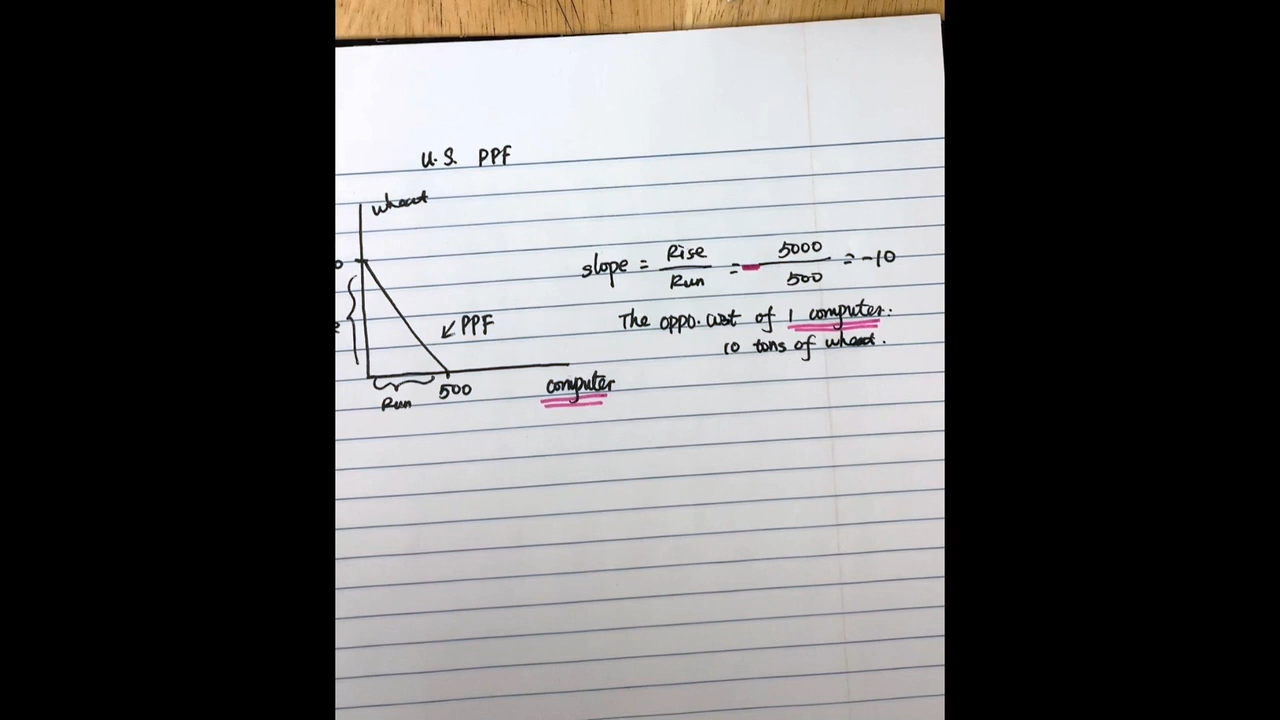 U.S. PPF
wheat
slope = Rise / Run = - 5000 / 500 = -10
The oppo. cost of 1 computer.
10 tons of wheat.
PPF
Run
500
computer